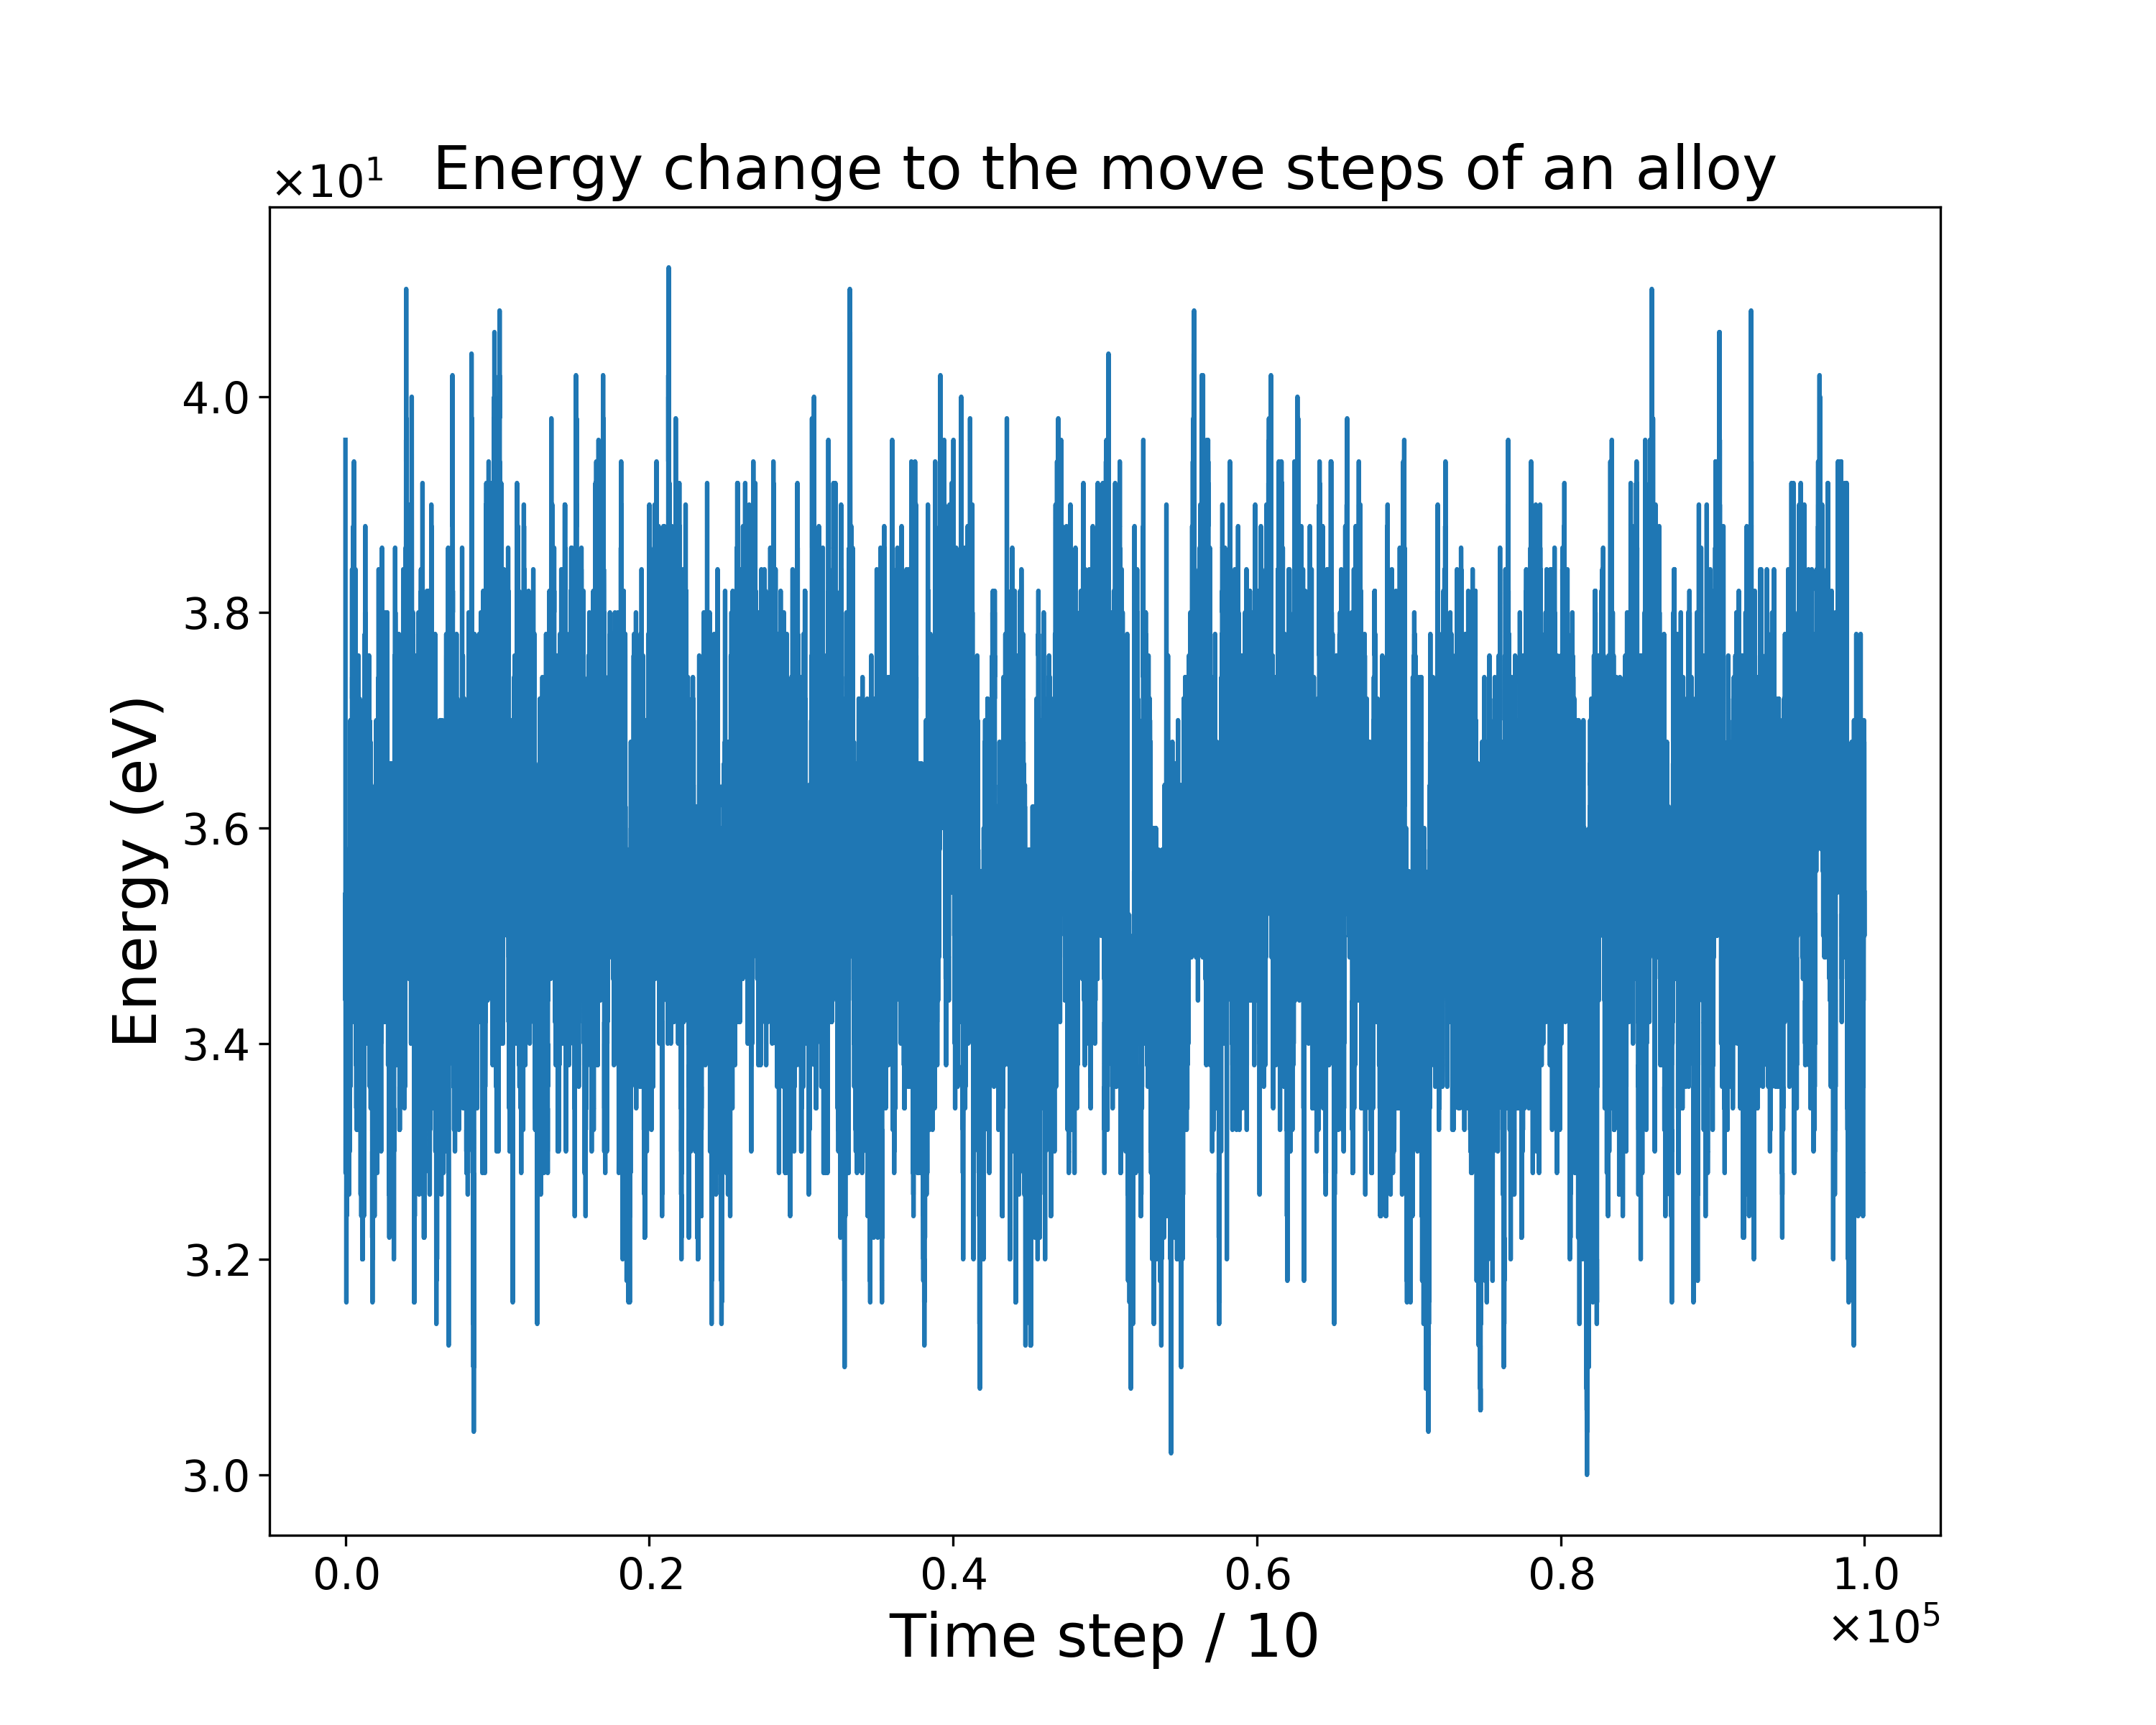 ×10¹
Energy change to the move steps of an alloy
Energy (eV)
4.0
3.8
3.6
3.4
3.2
3.0
0.0 0.2 0.4 0.6 0.8 1.0
Time step / 10
×10⁵